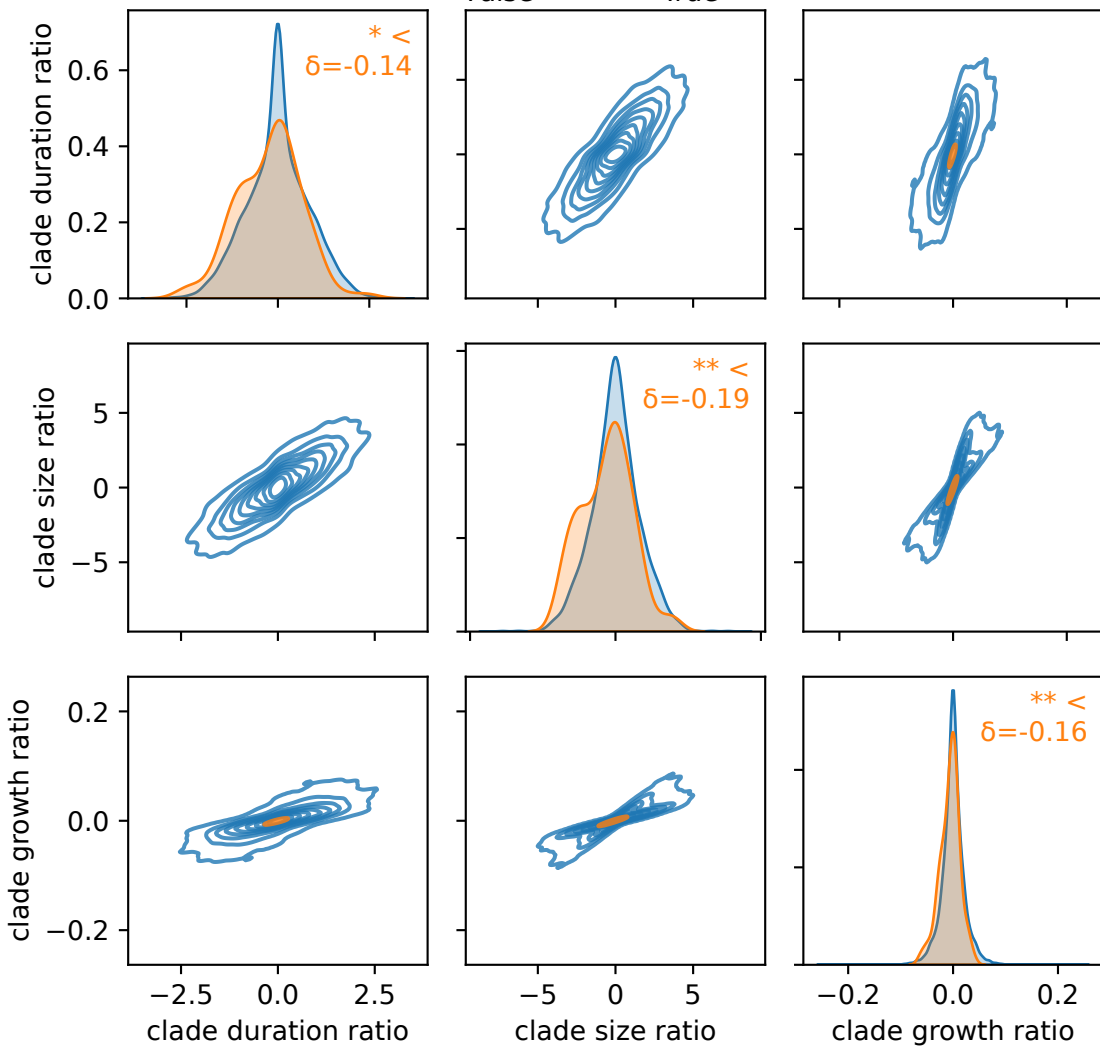 * <
δ=-0.14
clade duration ratio
0.6
0.4
0.2
0.0
** <
δ=-0.19
clade size ratio
5
0
−5
** <
δ=-0.16
clade growth ratio
0.2
0.0
−0.2
−2.5 0.0 2.5
−5 0 5
−0.2 0.0 0.2
clade duration ratio
clade size ratio
clade growth ratio